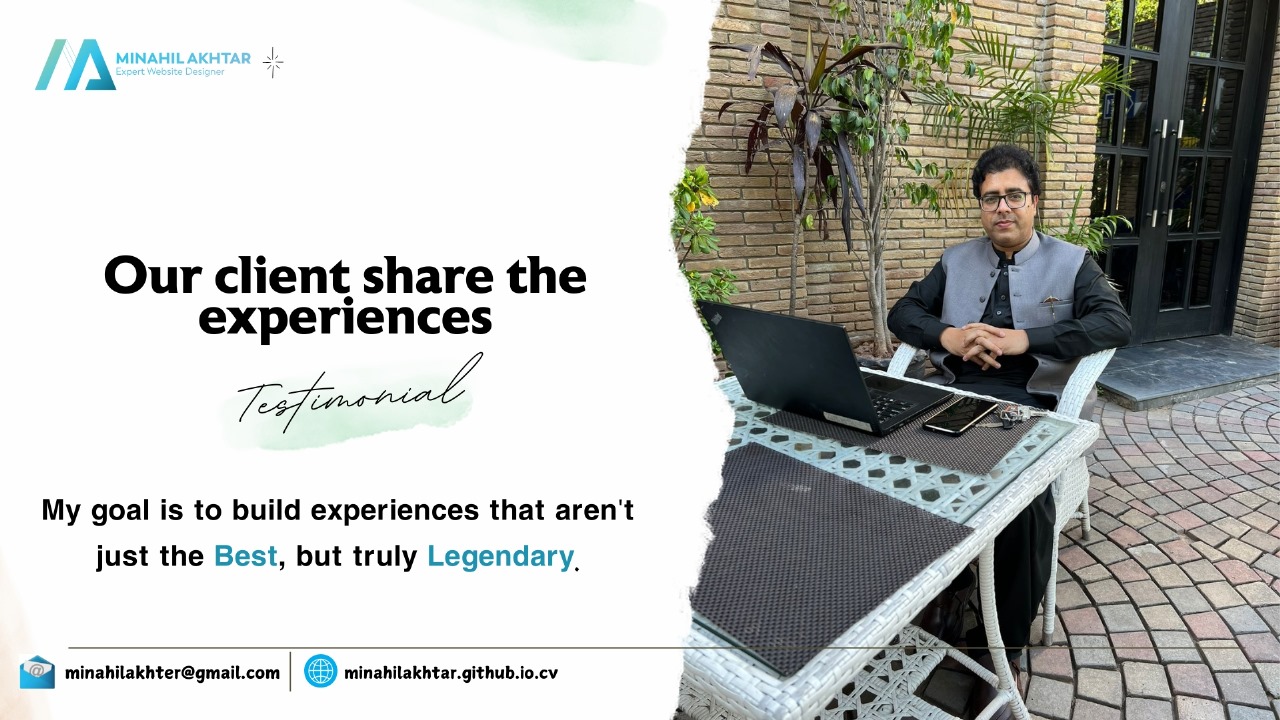 MINAHIL AKHTAR
Expert Website Designer
Our client share the
experiences
Testimonial
My goal is to build experiences that aren't
just the Best, but truly Legendary.
minahilakhter@gmail.com
minahilakhtar.github.io.cv